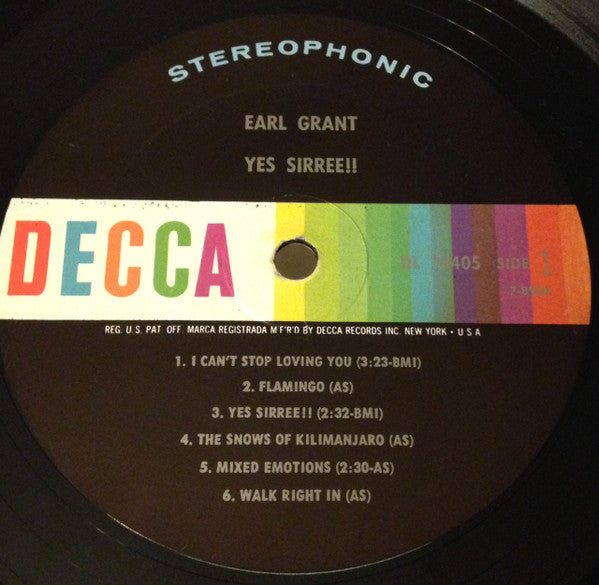 STEREOPHONIC
EARL GRANT
YES SIRREE!!
DECCA
DL 405 SIDE 1
REG. U.S. PAT. OFF. MARCA REGISTRADA M'F'R'D BY DECCA RECORDS INC. NEW YORK • U S A
1. I CAN'T STOP LOVING YOU (3:23-BMI)
2. FLAMINGO (AS)
3. YES SIRREE!! (2:32-BMI)
4. THE SNOWS OF KILIMANJARO (AS)
5. MIXED EMOTIONS (2:30-AS)
6. WALK RIGHT IN (AS)